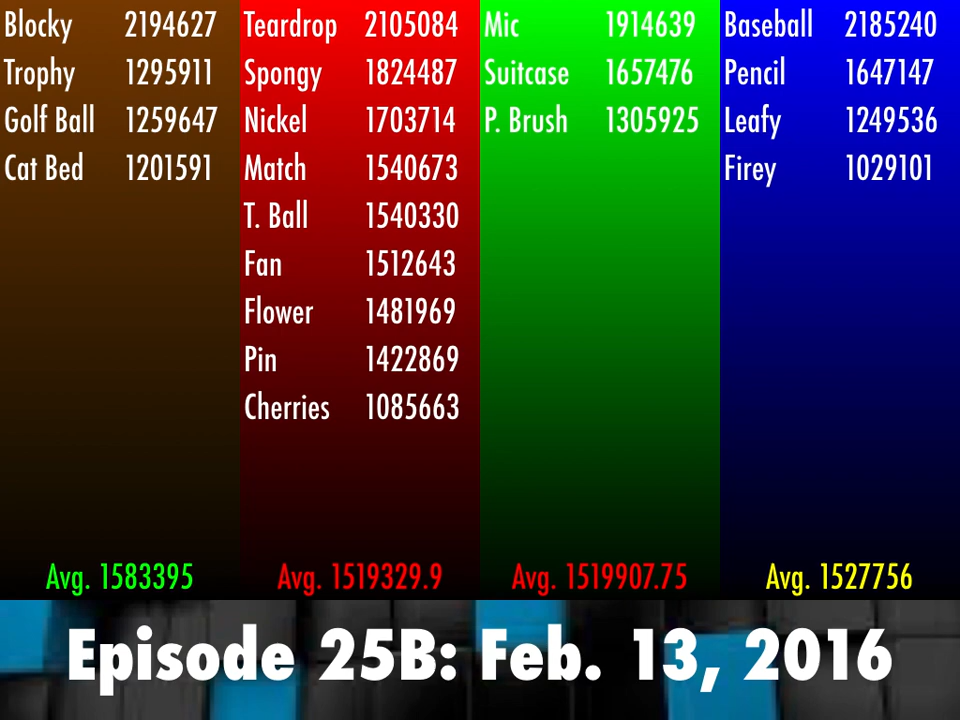 Blocky 2194627
Trophy 1295911
Golf Ball 1259647
Cat Bed 1201591
Avg. 1583395
Teardrop 2105084
Spongy 1824487
Nickel 1703714
Match 1540673
T. Ball 1540330
Fan 1512643
Flower 1481969
Pin 1422869
Cherries 1085663
Avg. 1519329.9
Mic 1914639
Suitcase 1657476
P. Brush 1305925
Avg. 1519907.75
Baseball 2185240
Pencil 1647147
Leafy 1249536
Firey 1029101
Avg. 1527756
Episode 25B: Feb. 13, 2016